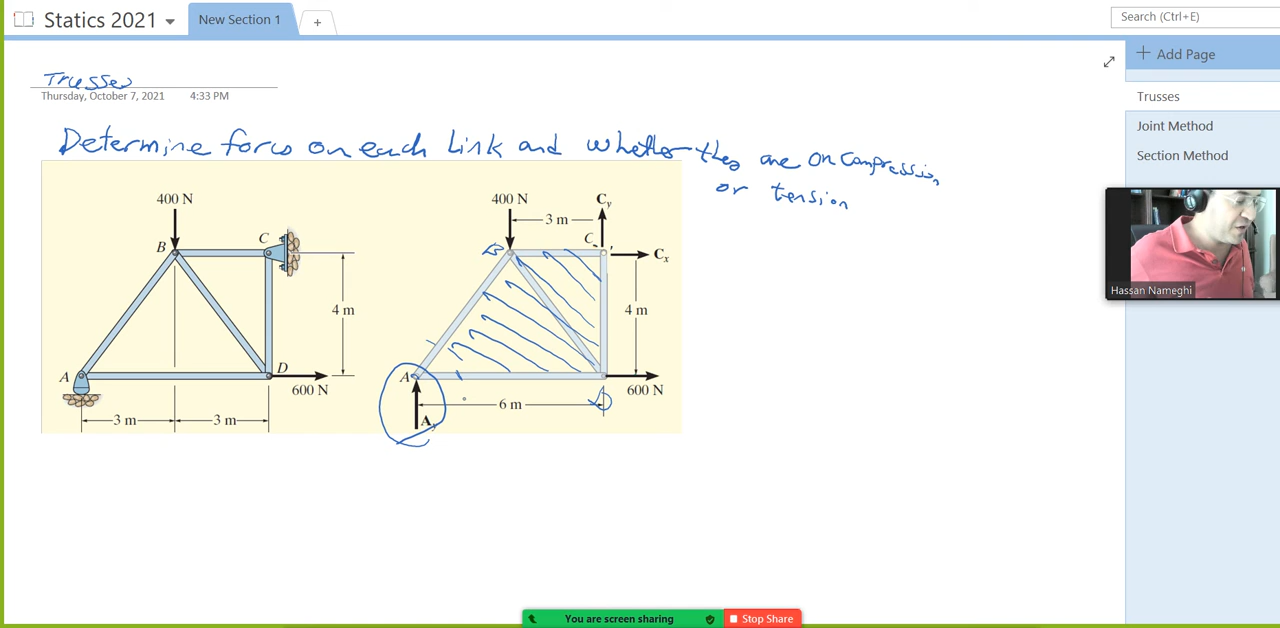 Statics 2021
New Section 1
+
Search (Ctrl+E)
Add Page
Trusses
Thursday, October 7, 2021 4:33 PM
Trusses
Joint Method
Section Method
Determine force on each Link and whether they are on compression
or tension
400 N
B
C
4 m
A
D
600 N
3 m
3 m
400 N
3 m
Cy
B
C
Cx
4 m
A
D
600 N
6 m
A
Hassan Nameghi
You are screen sharing
Stop Share